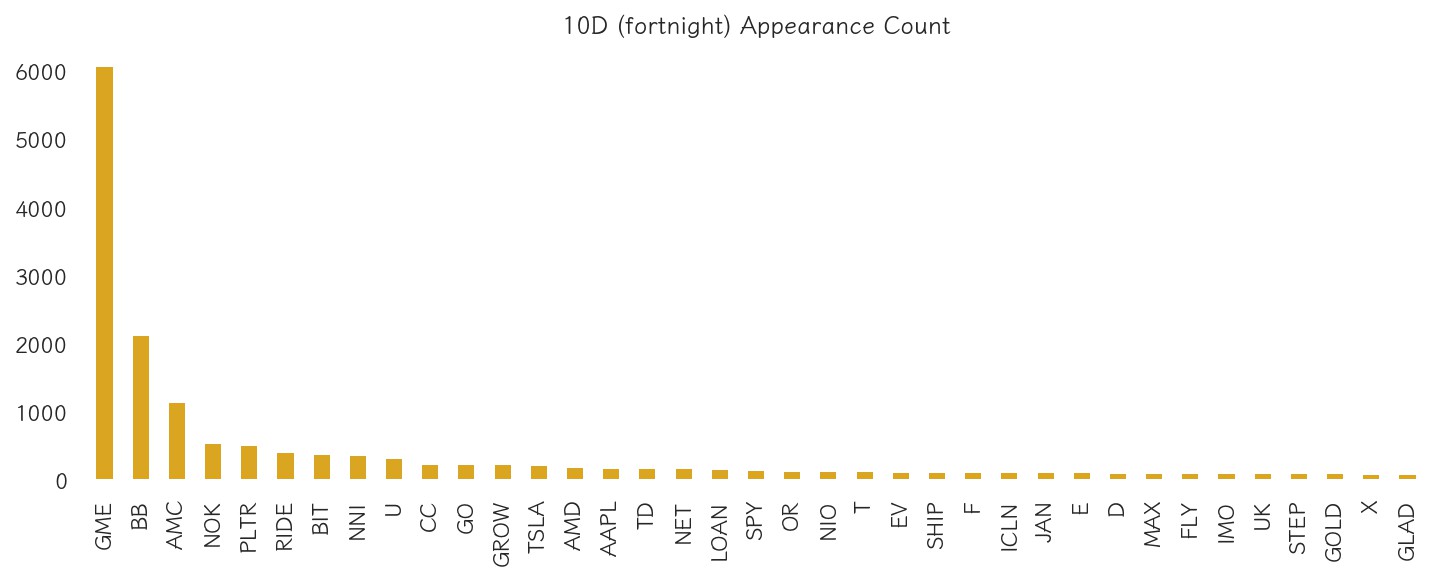 10D (fortnight) Appearance Count
6000
5000
4000
3000
2000
1000
0
GME
BB
AMC
NOK
PLTR
RIDE
BIT
NNI
U
CC
GO
GROW
TSLA
AMD
AAPL
TD
NET
LOAN
SPY
OR
NIO
T
EV
SHIP
F
ICLN
JAN
E
D
MAX
FLY
IMO
UK
STEP
GOLD
X
GLAD